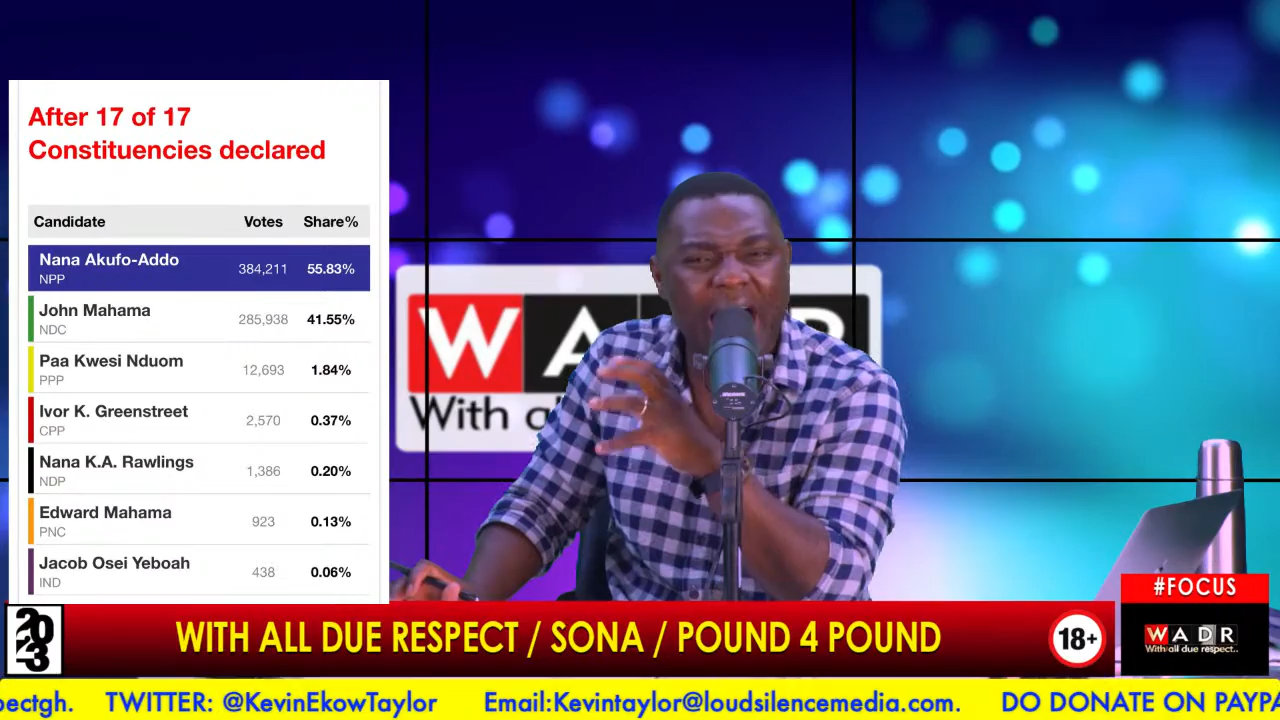 After 17 of 17
Constituencies declared
Candidate Votes Share%
Nana Akufo-Addo
NPP
384,211 55.83%
John Mahama
NDC
285,938 41.55%
Paa Kwesi Nduom
PPP
12,693 1.84%
Ivor K. Greenstreet
CPP
2,570 0.37%
Nana K.A. Rawlings
NDP
1,386 0.20%
Edward Mahama
PNC
923 0.13%
Jacob Osei Yeboah
IND
438 0.06%
W A D R
With al
2023
WITH ALL DUE RESPECT / SONA / POUND 4 POUND
18+
#FOCUS
WADR
With all due respect..
pectgh. TWITTER: @KevinEkowTaylor Email:Kevintaylor@loudsilencemedia.com. DO DONATE ON PAYPA